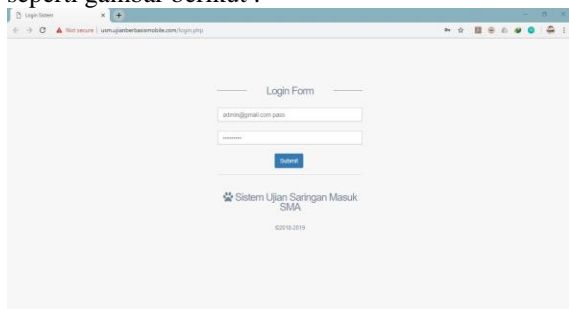 seperti gambar berikut :
Login Sistem
Not secure | usm.ujianberbasismobile.com/login.php
Login Form
admin@gmail.com pass
Submit
Sistem Ujian Saringan Masuk
SMA
©2018.2019